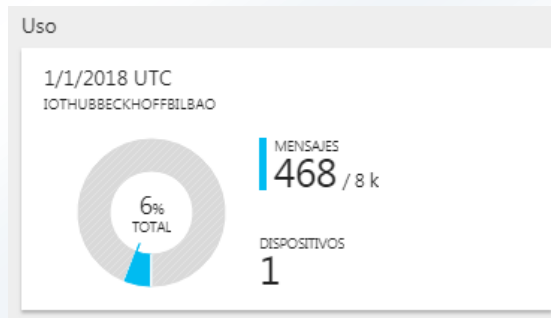 Uso
1/1/2018 UTC
IOTHUBBECKHOFFBILBAO
6%
TOTAL
MENSAJES
468 / 8 k
DISPOSITIVOS
1